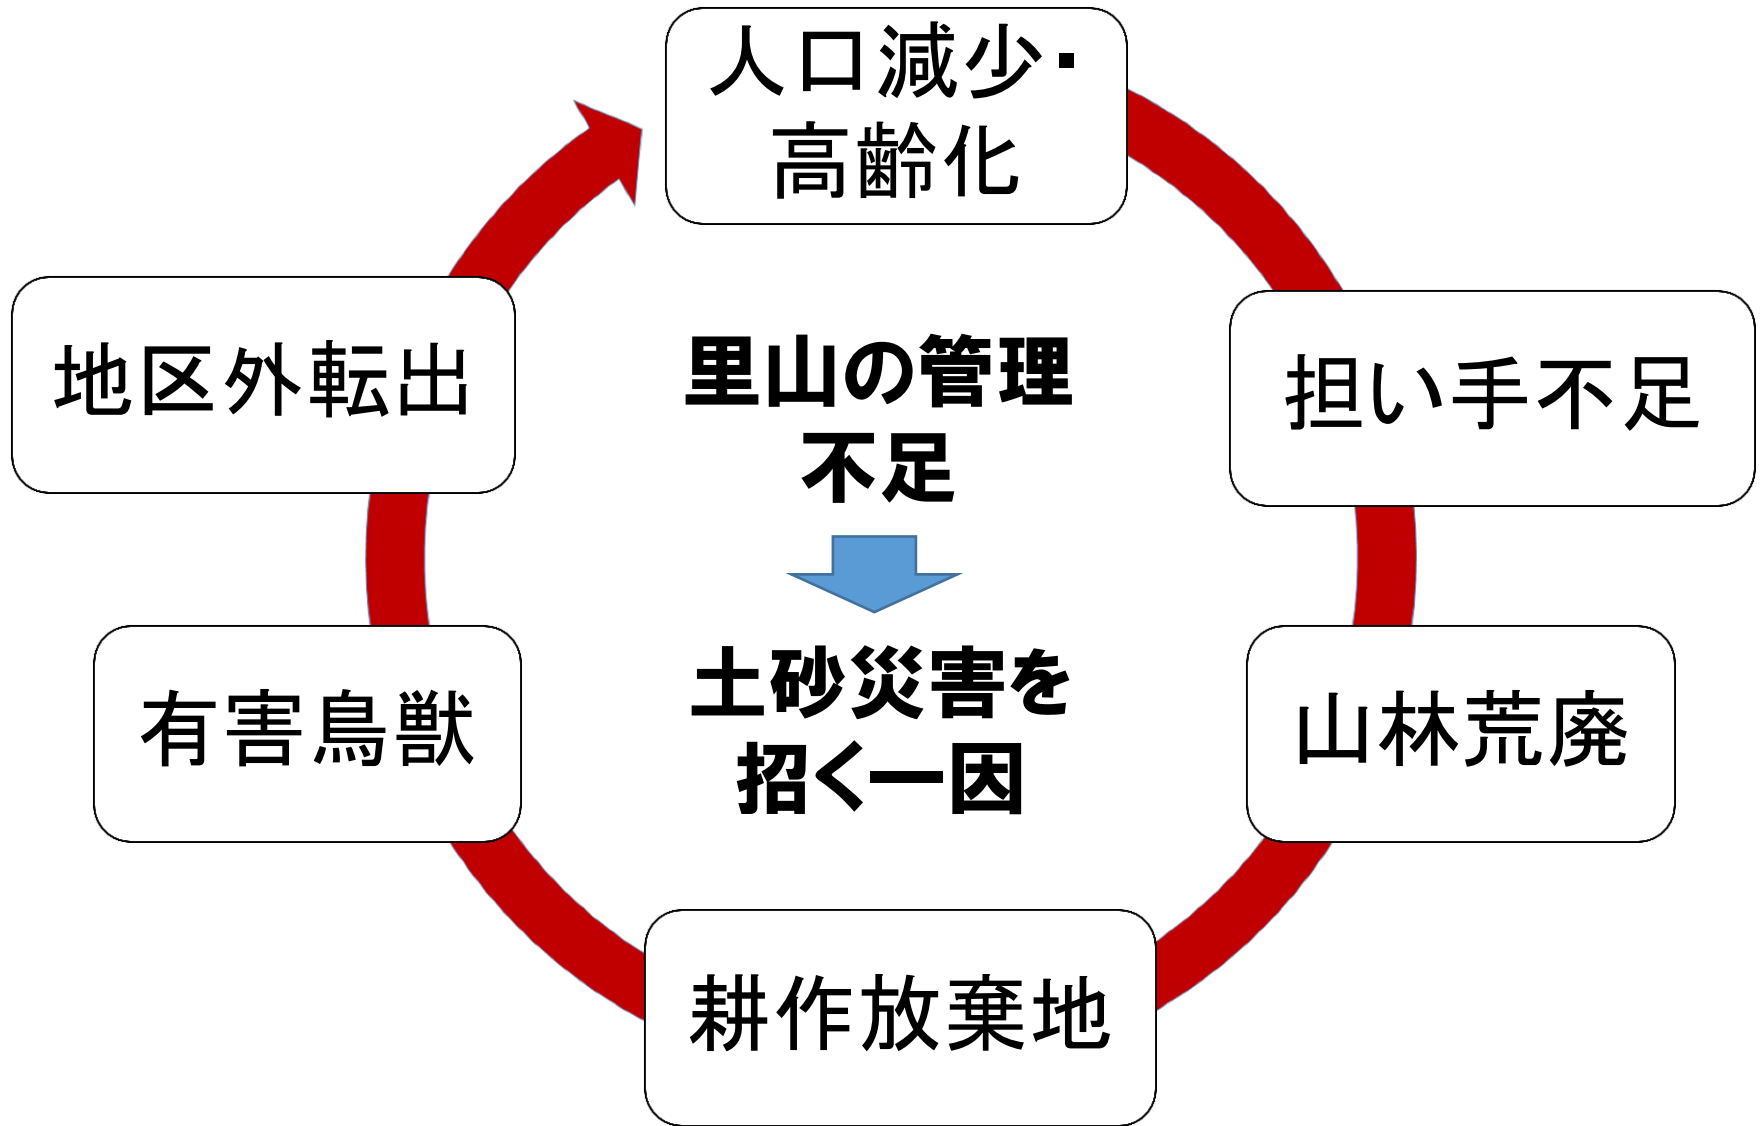 人口減少・
高齢化
地区外転出
里山の管理
不足
担い手不足
有害鳥獣
土砂災害を
招く一因
山林荒廃
耕作放棄地